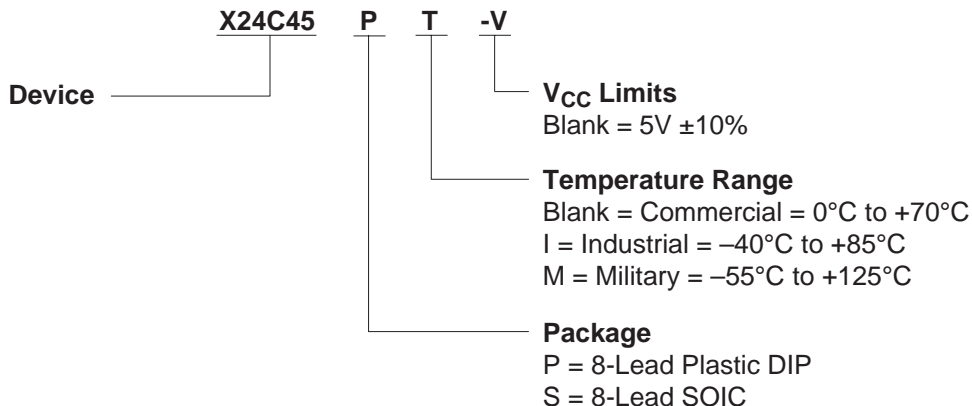 X24C45 P T -V
Device
VCC Limits
Blank = 5V ±10%
Temperature Range
Blank = Commercial = 0°C to +70°C
I = Industrial = –40°C to +85°C
M = Military = –55°C to +125°C
Package
P = 8-Lead Plastic DIP
S = 8-Lead SOIC